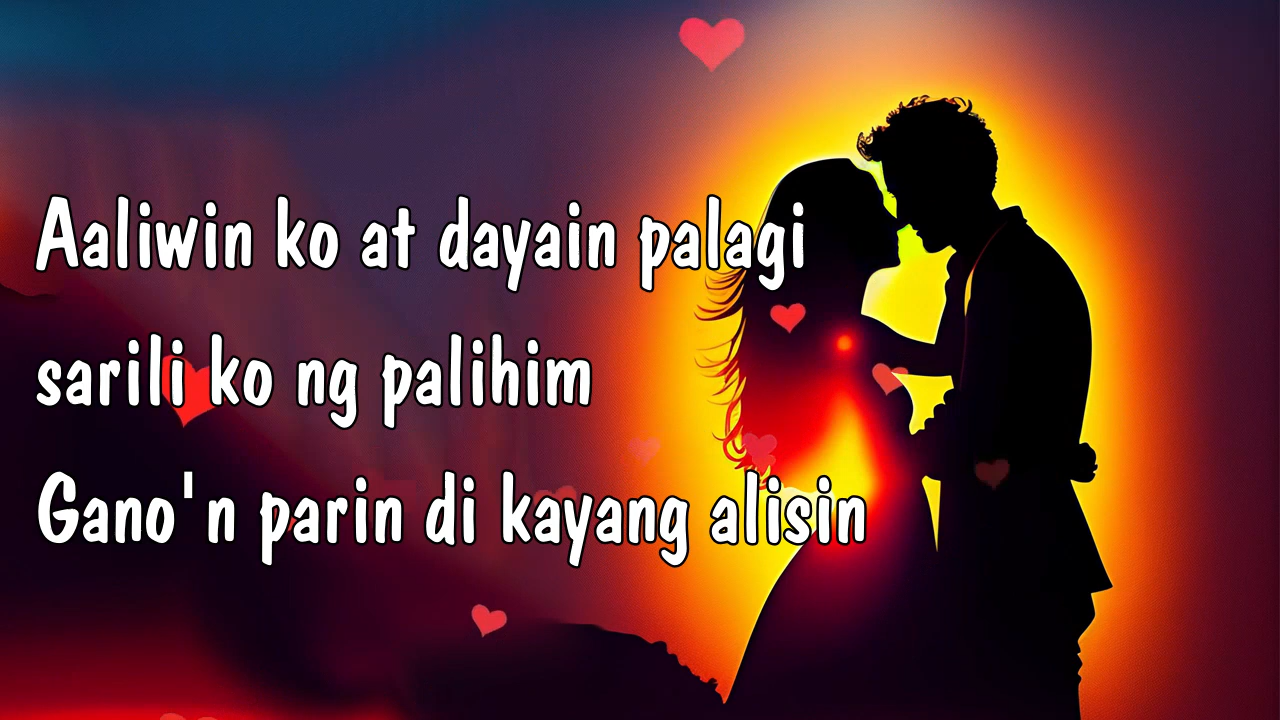 Aaliwin ko at dayain palagi
sarili ko ng palihim
Gano'n parin di kayang alisin